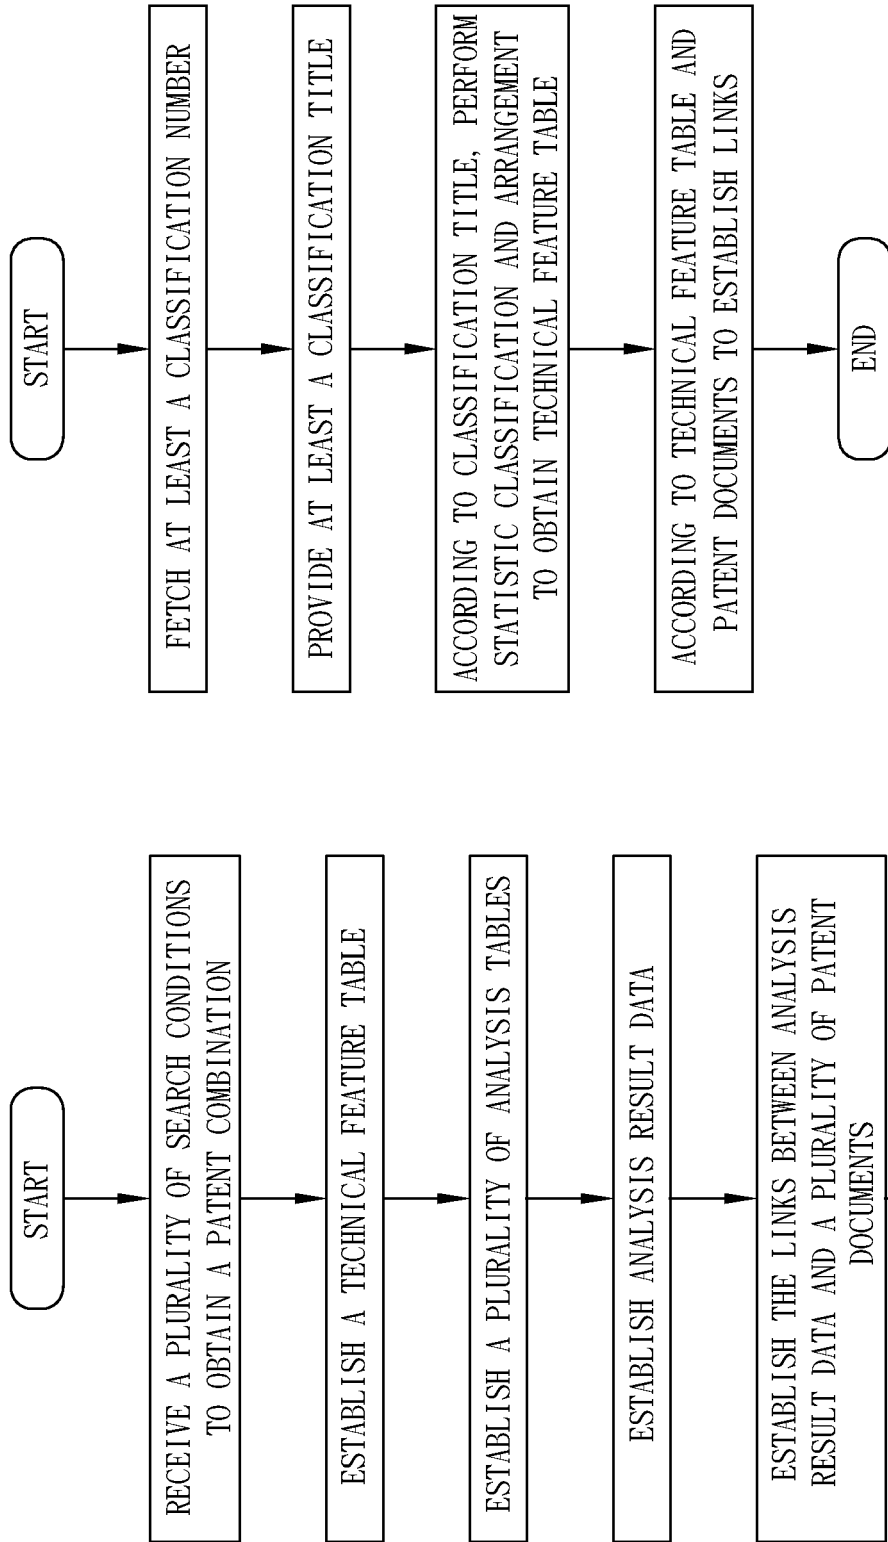 START
RECEIVE A PLURALITY OF SEARCH CONDITIONS
TO OBTAIN A PATENT COMBINATION
ESTABLISH A TECHNICAL FEATURE TABLE
ESTABLISH A PLURALITY OF ANALYSIS TABLES
ESTABLISH ANALYSIS RESULT DATA
ESTABLISH THE LINKS BETWEEN ANALYSIS
RESULT DATA AND A PLURALITY OF PATENT
DOCUMENTS
START
FETCH AT LEAST A CLASSIFICATION NUMBER
PROVIDE AT LEAST A CLASSIFICATION TITLE
ACCORDING TO CLASSIFICATION TITLE, PERFORM
STATISTIC CLASSIFICATION AND ARRANGEMENT
TO OBTAIN TECHNICAL FEATURE TABLE
ACCORDING TO TECHNICAL FEATURE TABLE AND
PATENT DOCUMENTS TO ESTABLISH LINKS
END